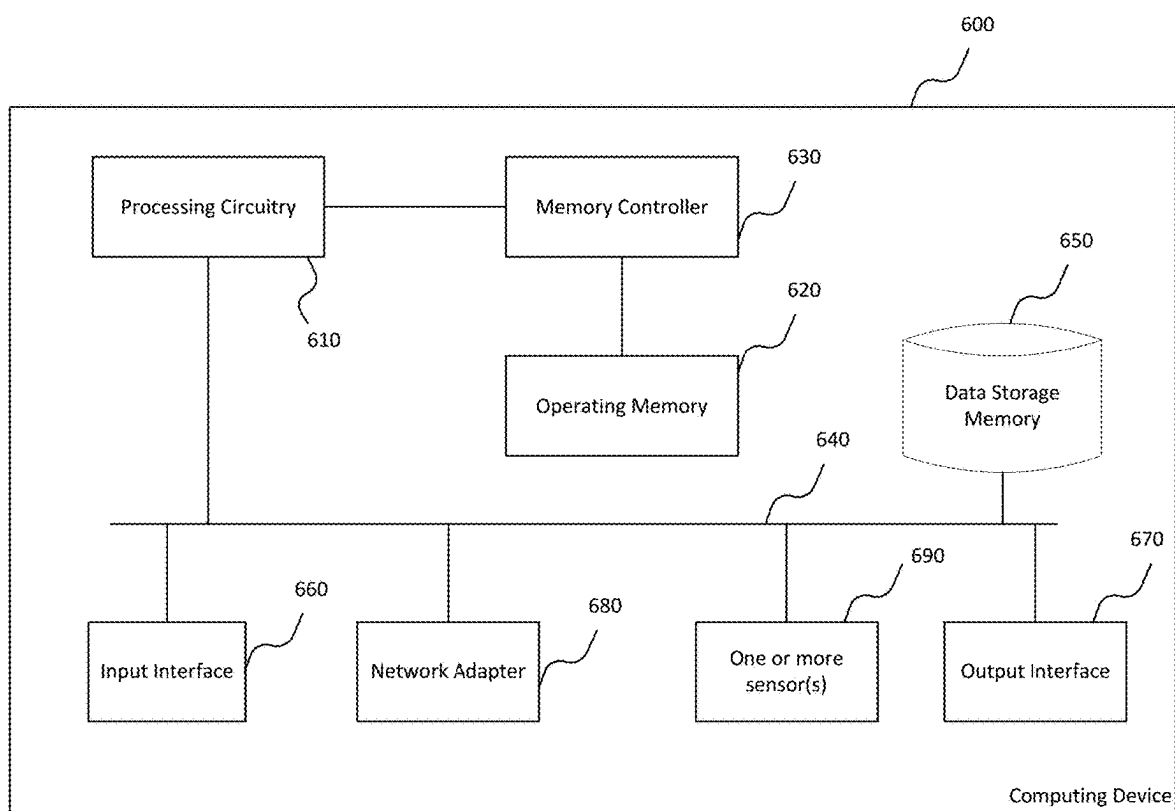 600
Processing Circuitry
Memory Controller
630
610
620
650
Operating Memory
Data Storage
Memory
640
660
680
690
670
Input Interface
Network Adapter
One or more
sensor(s)
Output Interface
Computing Device